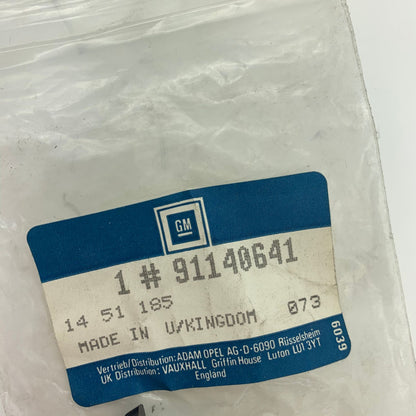 GM
1 # 91140641
14 51 185
MADE IN U/KINGDOM 073
Vertrieb/Distribution: ADAM OPEL AG-D-6090 Rüsselsheim
UK Distribution: VAUXHALL Griffin House Luton LU1 3YT
England
6039